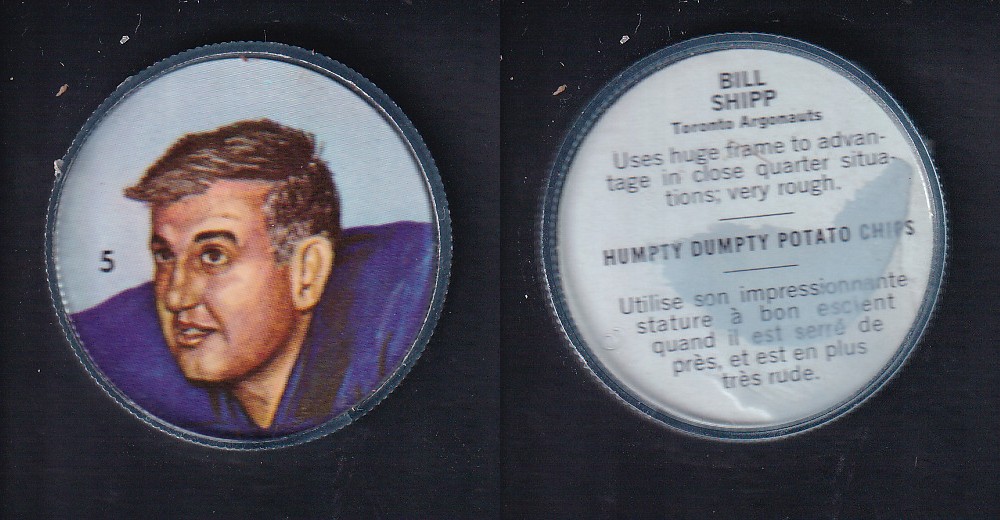 5
BILL
SHIPP
Toronto Argonauts
Uses huge frame to advan-
tage in close quarter situa-
tions; very rough.
HUMPTY DUMPTY POTATO CHIPS
Utilise son impressionnante
stature à bon escient
quand il est serré de
près, et est en plus
très rude.